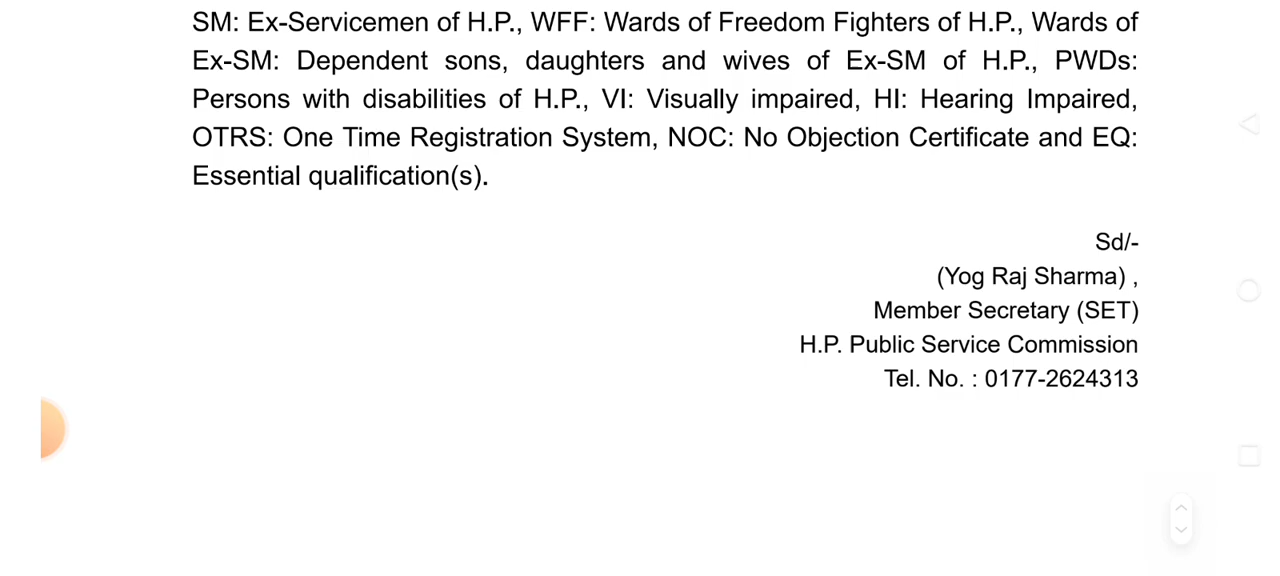 SM: Ex-Servicemen of H.P., WFF: Wards of Freedom Fighters of H.P., Wards of
Ex-SM: Dependent sons, daughters and wives of Ex-SM of H.P., PWDs:
Persons with disabilities of H.P., VI: Visually impaired, HI: Hearing Impaired,
OTRS: One Time Registration System, NOC: No Objection Certificate and EQ:
Essential qualification(s).
Sd/-
(Yog Raj Sharma) ,
Member Secretary (SET)
H.P. Public Service Commission
Tel. No. : 0177-2624313